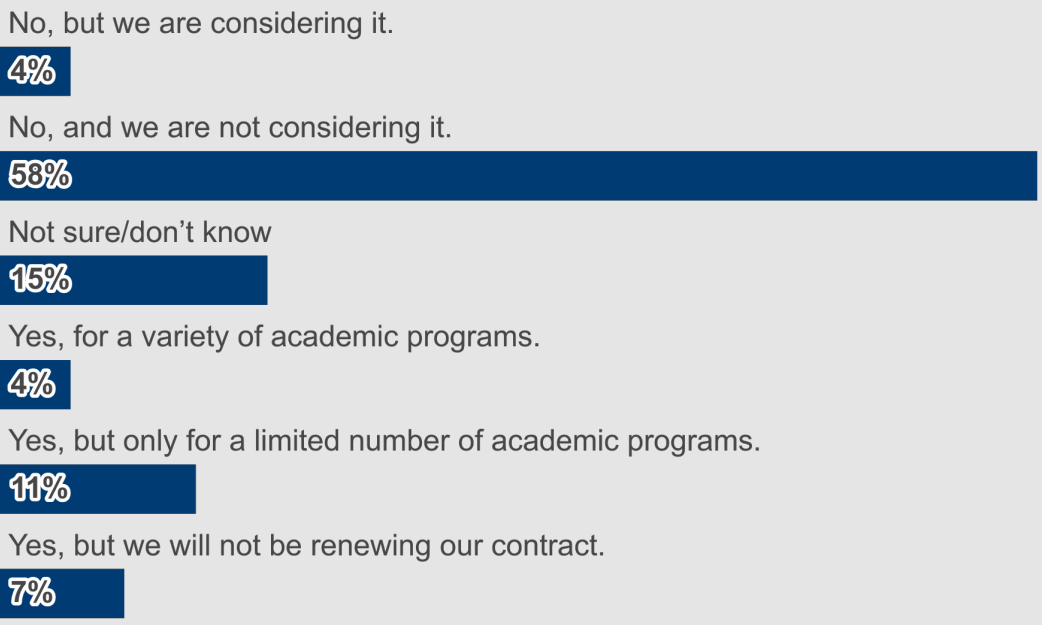 No, but we are considering it.
4%
No, and we are not considering it.
58%
Not sure/don’t know
15%
Yes, for a variety of academic programs.
4%
Yes, but only for a limited number of academic programs.
11%
Yes, but we will not be renewing our contract.
7%